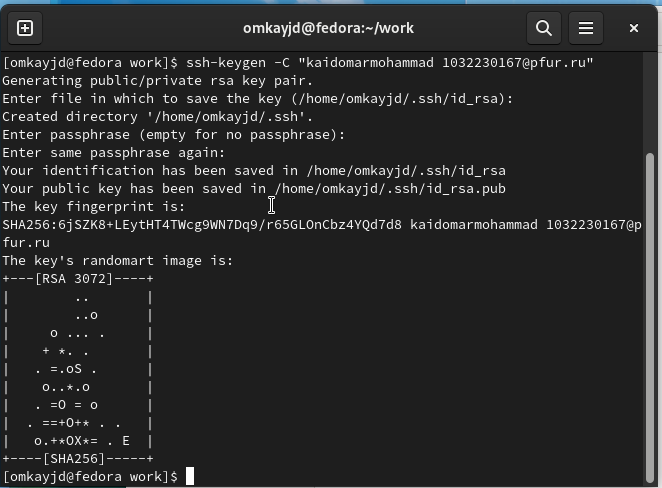 omkayjd@fedora:~/work
[omkayjd@fedora work]$ ssh-keygen -C "kaidomarmohammad 1032230167@pfur.ru"
Generating public/private rsa key pair.
Enter file in which to save the key (/home/omkayjd/.ssh/id_rsa):
Created directory '/home/omkayjd/.ssh'.
Enter passphrase (empty for no passphrase):
Enter same passphrase again:
Your identification has been saved in /home/omkayjd/.ssh/id_rsa
Your public key has been saved in /home/omkayjd/.ssh/id_rsa.pub
The key fingerprint is:
SHA256:6jSZK8+LEytHT4TWcg9WN7Dq9/r65GLOnCbz4YQd7d8 kaidomarmohammad 1032230167@p
fur.ru
The key's randomart image is:
+---[RSA 3072]----+
|        ..       |
|        ..o      |
|     o ... .     |
|    + *. .       |
|   . =.oS .      |
|    o..*.o       |
|   . =O = o      |
|  . ==+O+* . .   |
|   o.+*OX*= . E  |
+----[SHA256]-----+
[omkayjd@fedora work]$